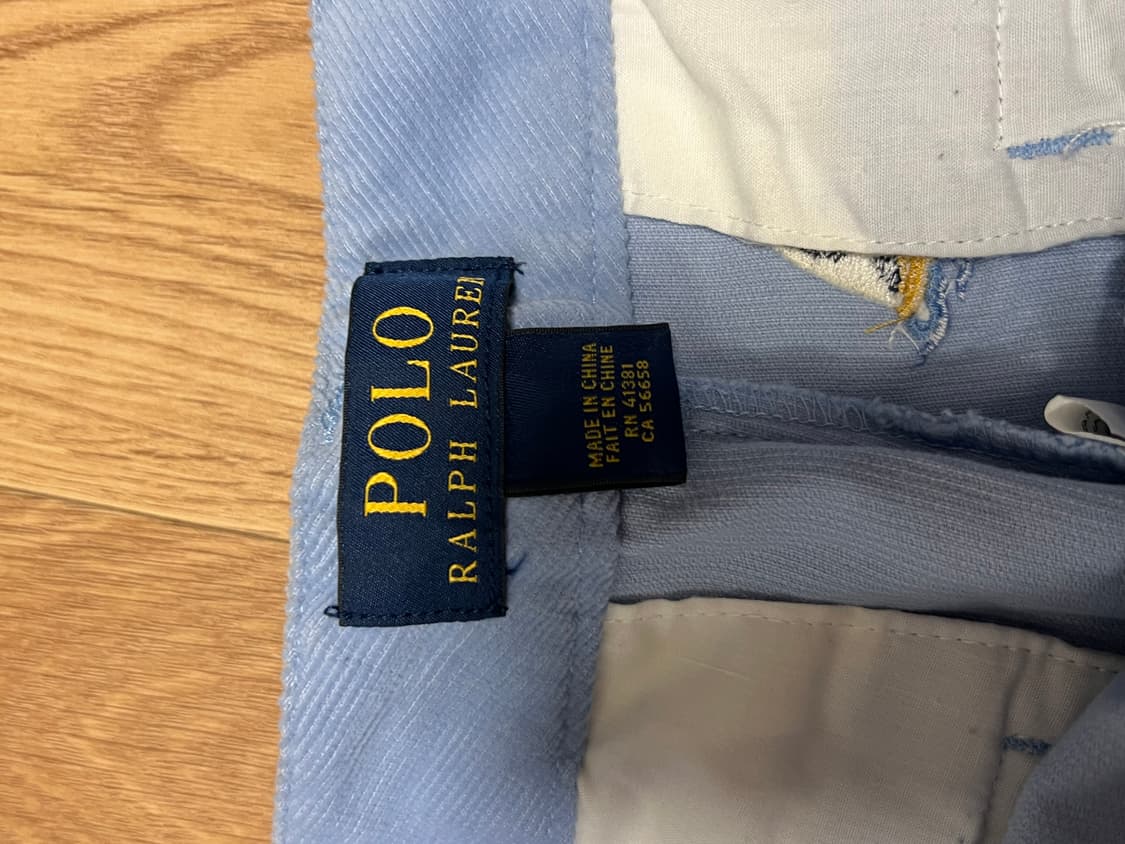 POLO
RALPH LAUREN
MADE IN CHINA
FAIT EN CHINE
RN 41381
CA 56658